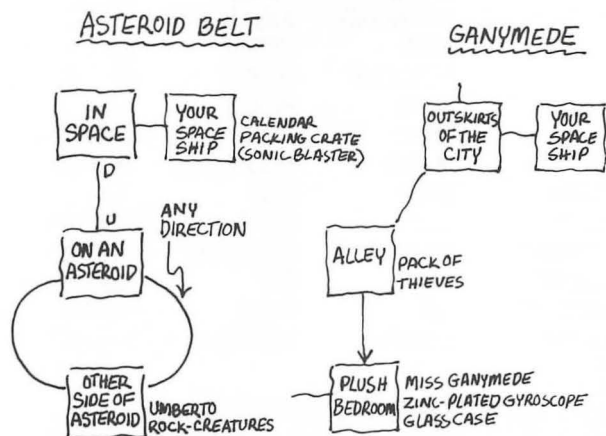 ASTEROID BELT
IN
SPACE
YOUR
SPACE
SHIP
CALENDAR
PACKING CRATE
(SONIC BLASTER)
D
U
ANY
DIRECTION
ON AN
ASTEROID
OTHER
SIDE OF
ASTEROID
UMBERTO
ROCK-CREATURES
GANYMEDE
OUTSKIRTS
OF THE
CITY
YOUR
SPACE
SHIP
ALLEY
PACK OF
THIEVES
PLUSH
BEDROOM
MISS GANYMEDE
ZINC-PLATED GYROSCOPE
GLASS CASE